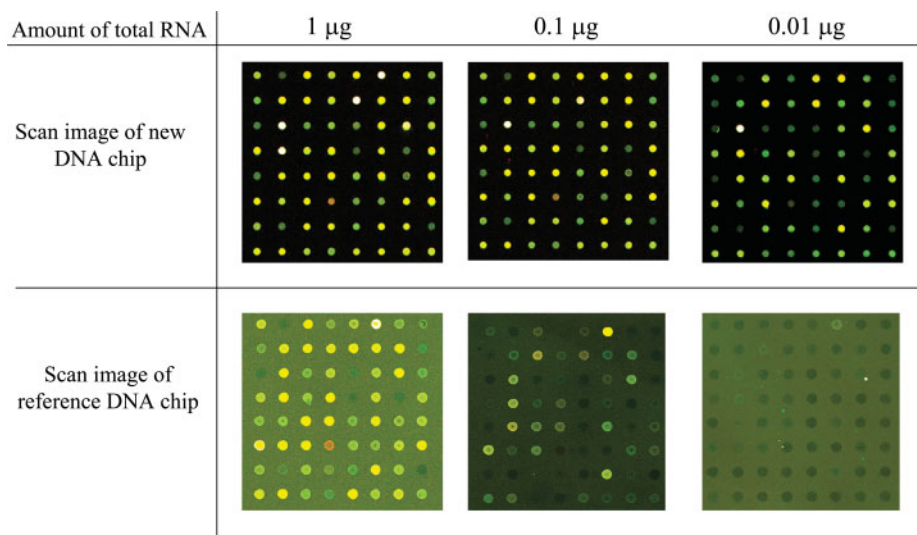 Amount of total RNA
1 μg
0.1 μg
0.01 μg
Scan image of new
DNA chip
Scan image of
reference DNA chip